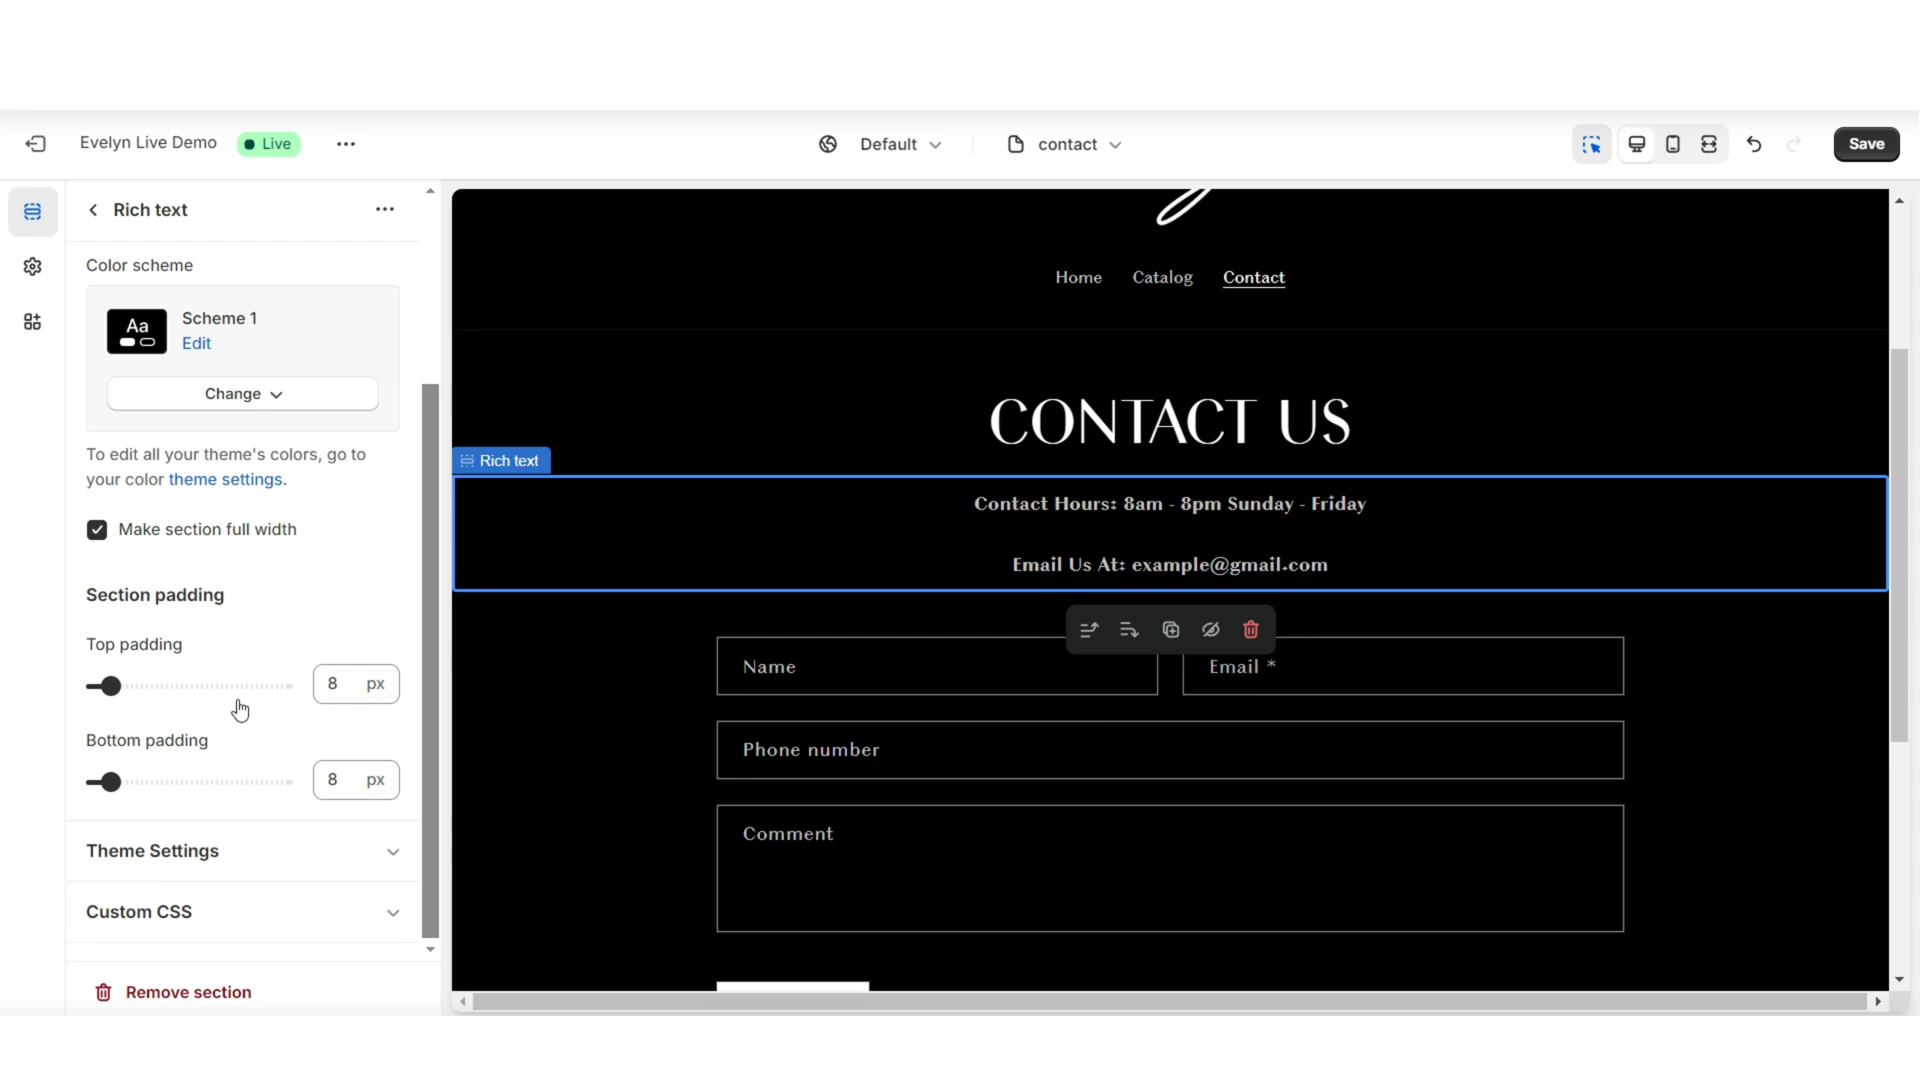 Evelyn Live Demo
Live
Default
contact
Save
Rich text
Color scheme
Aa
Scheme 1
Edit
Change
To edit all your theme's colors, go to
your color theme settings.
Make section full width
Section padding
Top padding
8 px
Bottom padding
8 px
Theme Settings
Custom CSS
Remove section
Home Catalog Contact
CONTACT US
Rich text
Contact Hours: 8am - 8pm Sunday - Friday
Email Us At: example@gmail.com
Name
Email *
Phone number
Comment